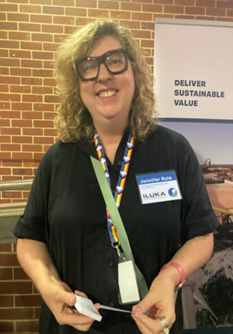 DELIVER
SUSTAINABLE
VALUE
Jennifer Rule
ILUKA